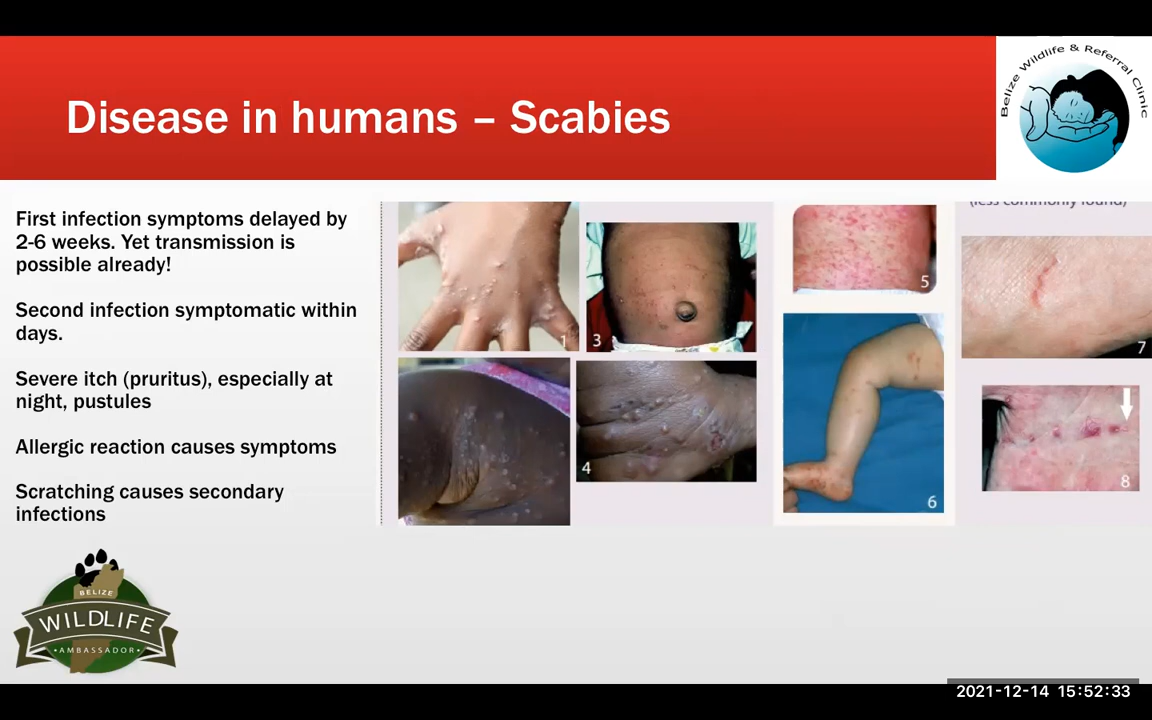 Disease in humans – Scabies
Belize Wildlife & Referral Clinic
First infection symptoms delayed by
2-6 weeks. Yet transmission is
possible already!
Second infection symptomatic within
days.
Severe itch (pruritus), especially at
night, pustules
Allergic reaction causes symptoms
Scratching causes secondary
infections
(less commonly found)
1
3
4
5
6
7
8
BELIZE
WILDLIFE
•AMBASSADOR•
2021-12-14 15:52:33